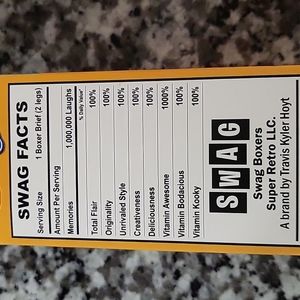 SWAG FACTS
Serving Size 1 Boxer Brief (2 legs)
Amount Per Serving
Memories 1,000,000 Laughs
% Daily Value*
Total Flair 100%
Originality 100%
Unrivaled Style 100%
Creativeness 100%
Deliciousness 100%
Vitamin Awesome 1000%
Vitamin Bodacious 100%
Vitamin Kooky 100%
SWAG
Swag Boxers
Super Retro LLC.
A brand by Travis Kyler Hoyt